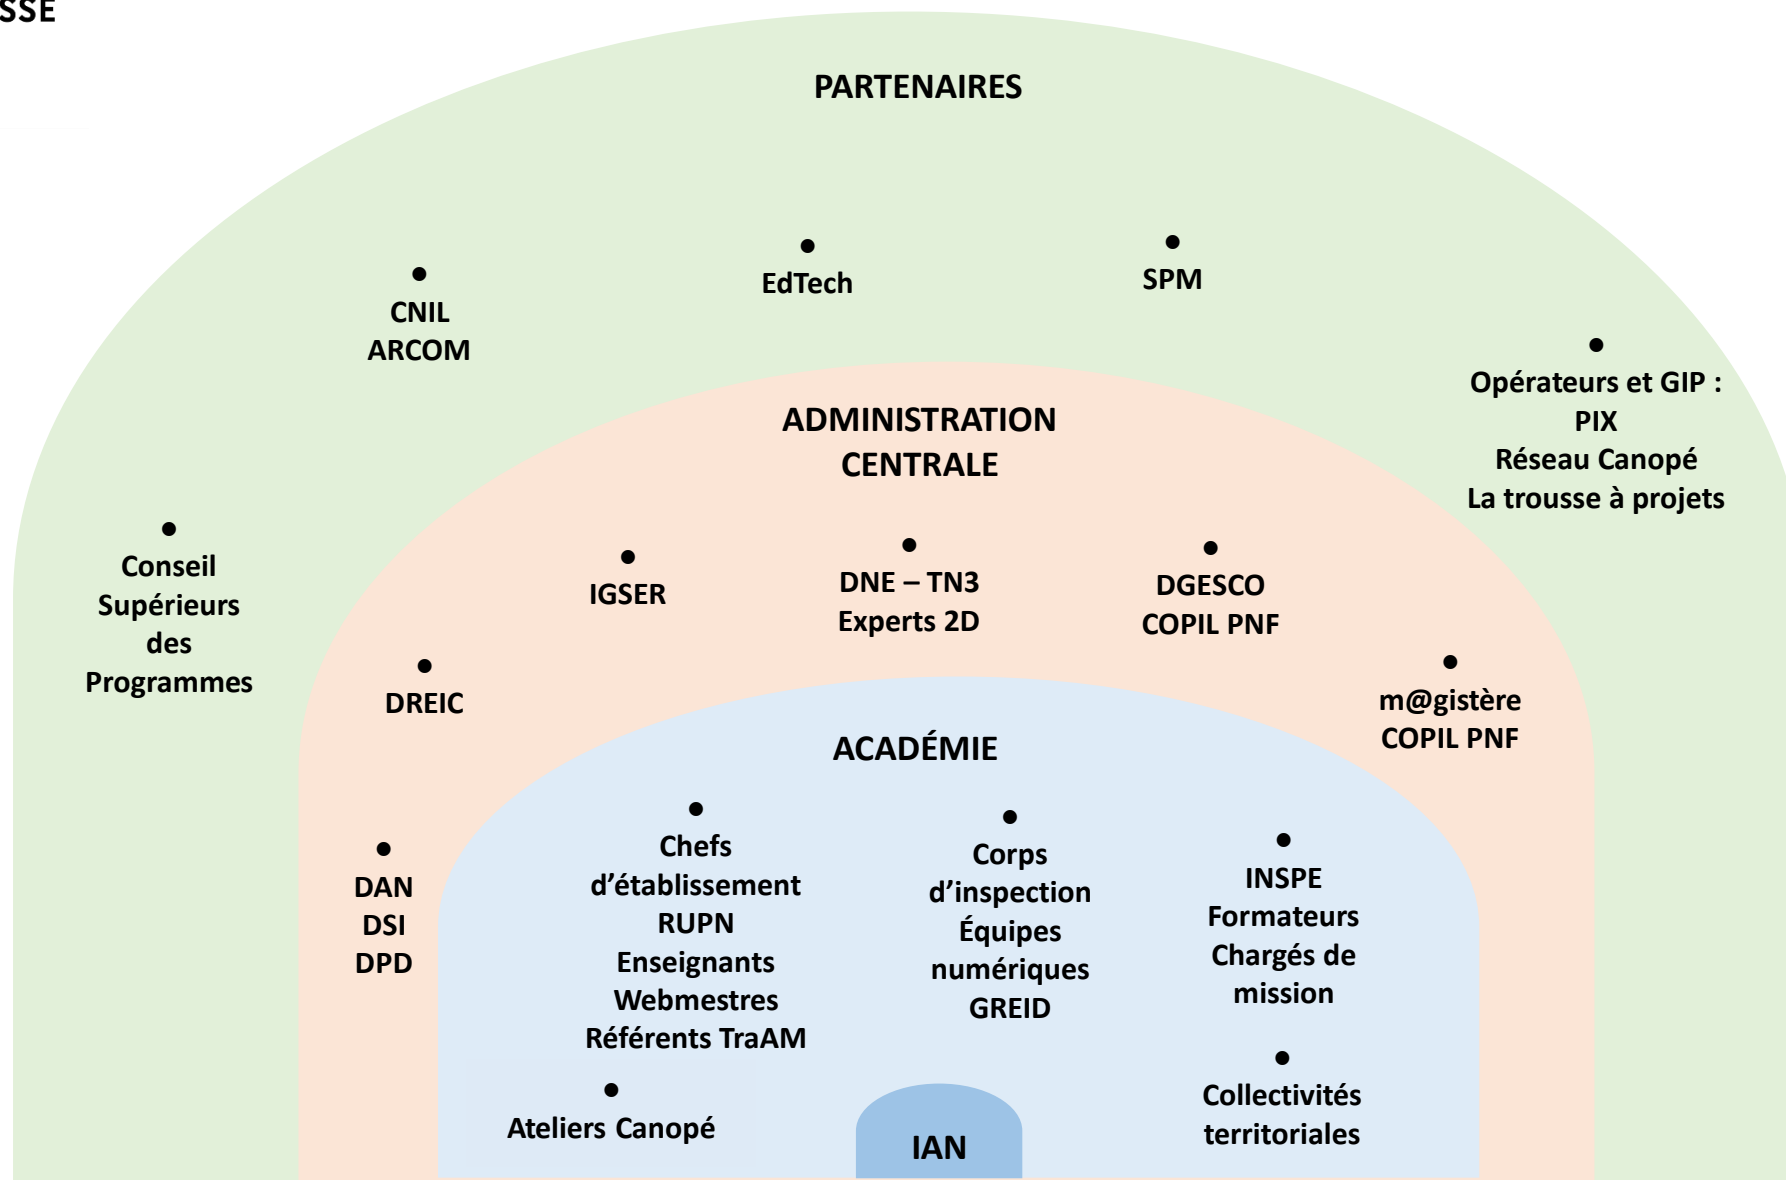 SSE
PARTENAIRES
CNIL
ARCOM
EdTech
SPM
Opérateurs et GIP :
PIX
Réseau Canopé
La trousse à projets
Conseil
Supérieurs
des
Programmes
ADMINISTRATION
CENTRALE
DREIC
IGSER
DNE – TN3
Experts 2D
DGESCO
COPIL PNF
m@gistère
COPIL PNF
DAN
DSI
DPD
ACADÉMIE
Chefs
d’établissement
RUPN
Enseignants
Webmestres
Référents TraAM
Corps
d’inspection
Équipes
numériques
GREID
INSPE
Formateurs
Chargés de
mission
Ateliers Canopé
Collectivités
territoriales
IAN